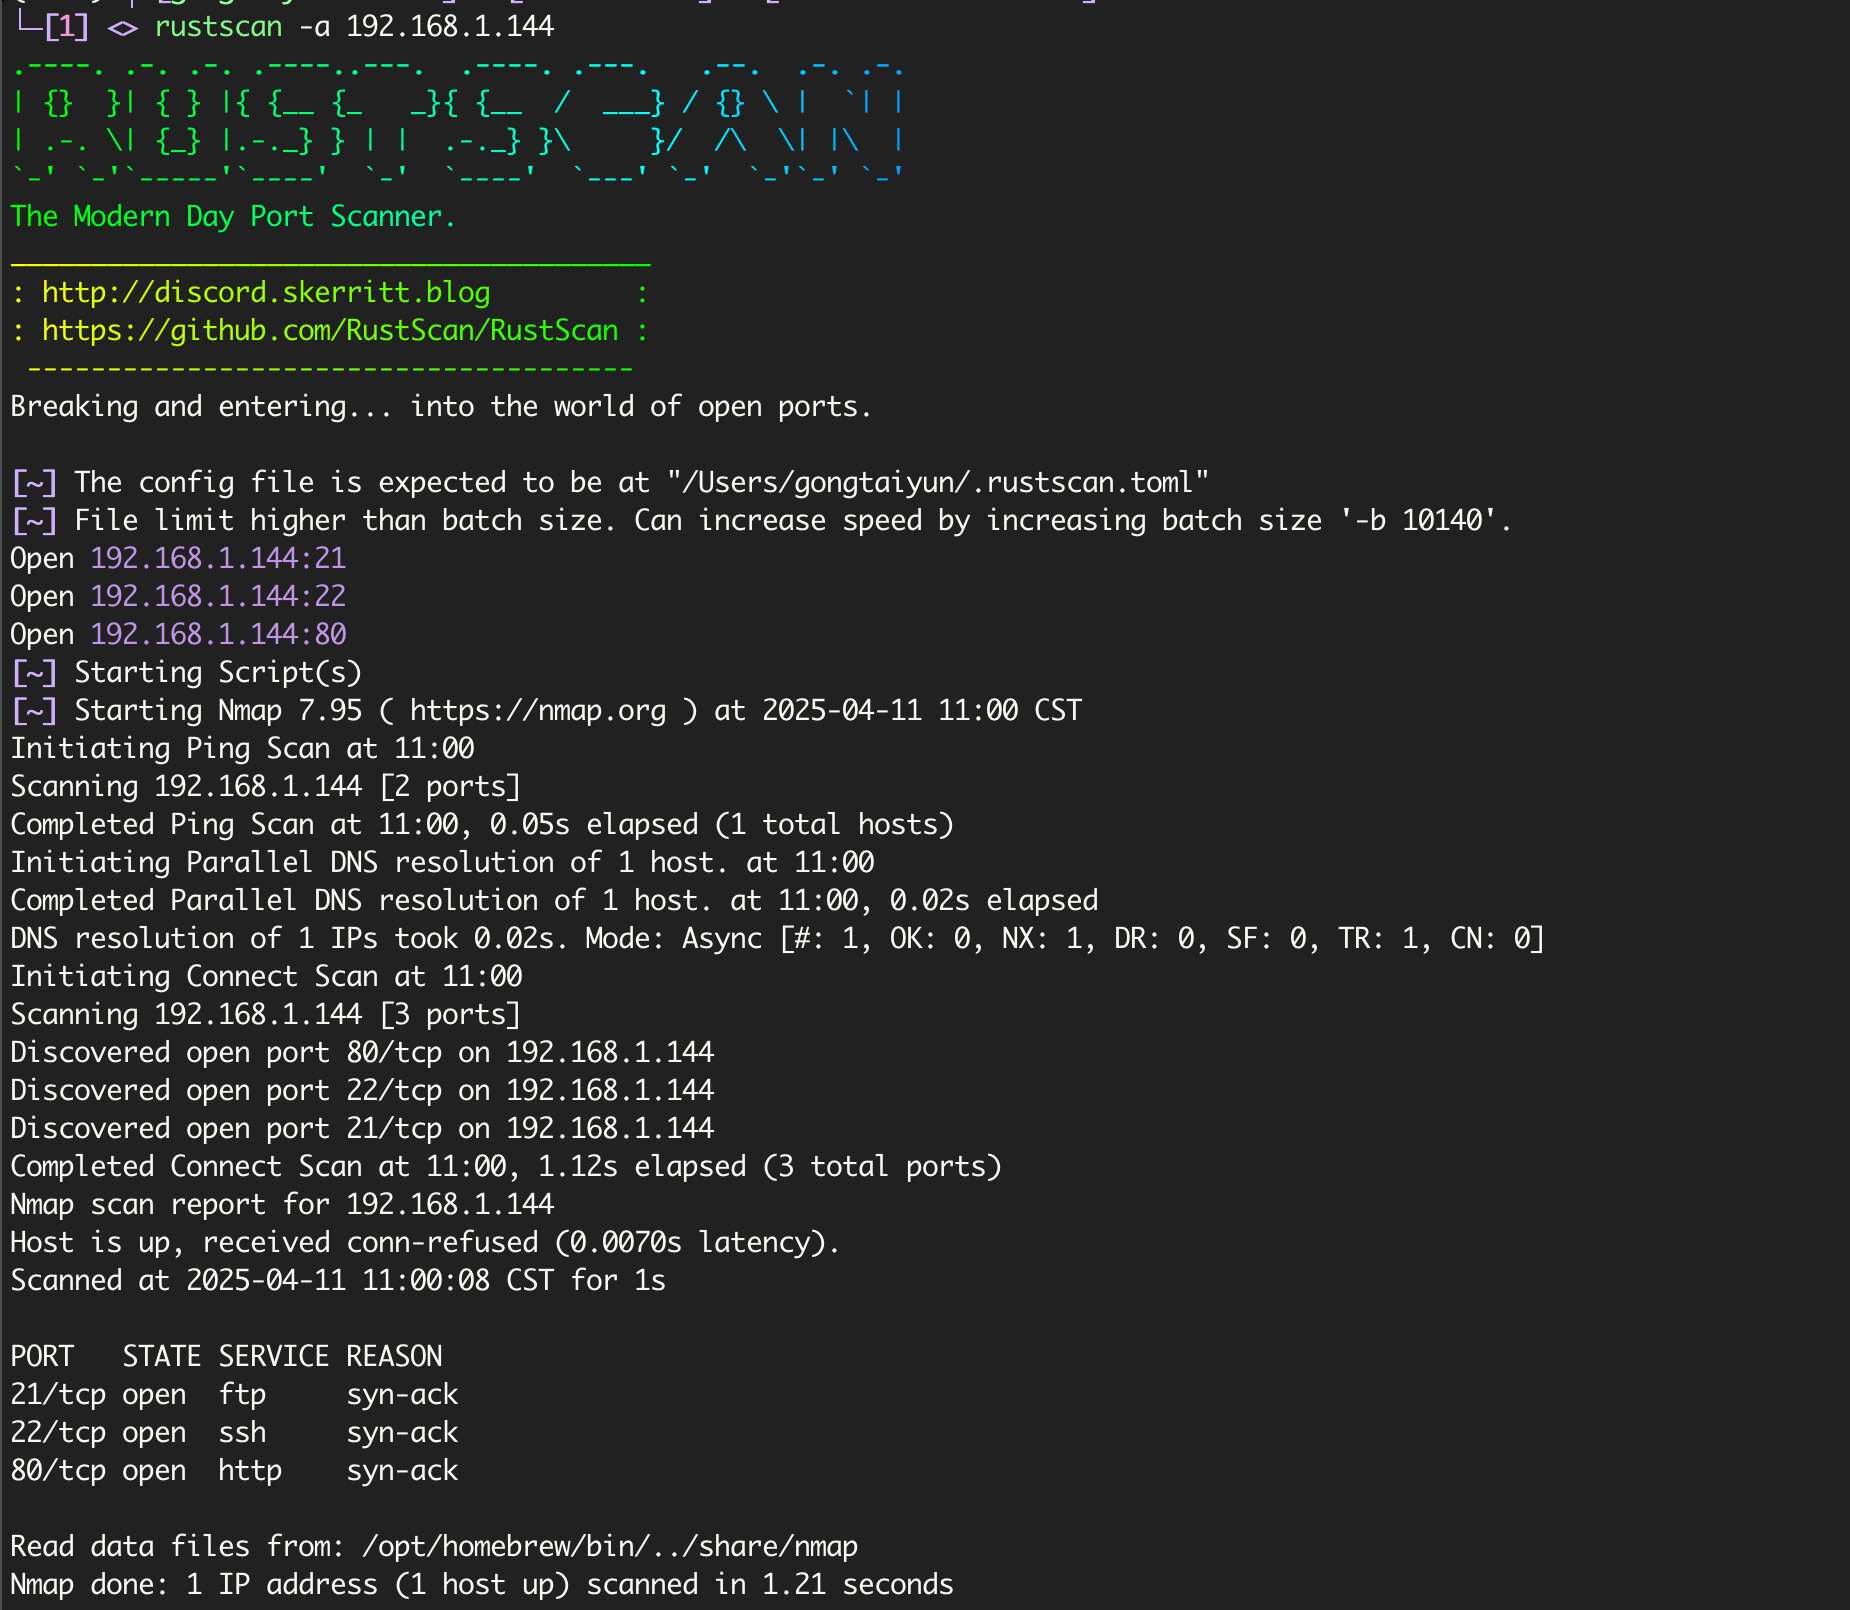 └─[1] <> rustscan -a 192.168.1.144
.----. .-. .-. .----..---.  .----. .---.   .--.  .-. .-.
| {}  }| { } |{ {__ {_   _}{ {__  /  ___} / {} \ |  `| |
| .-. \| {_} |.-._} } | |  .-._} }\     }/  /\  \| |\  |
`-' `-'`-----'`----'  `-'  `----'  `---' `-'  `-'`-' `-'
The Modern Day Port Scanner.
________________________________________
: http://discord.skerritt.blog         :
: https://github.com/RustScan/RustScan :
 --------------------------------------
Breaking and entering... into the world of open ports.

[~] The config file is expected to be at "/Users/gongtaiyun/.rustscan.toml"
[~] File limit higher than batch size. Can increase speed by increasing batch size '-b 10140'.
Open 192.168.1.144:21
Open 192.168.1.144:22
Open 192.168.1.144:80
[~] Starting Script(s)
[~] Starting Nmap 7.95 ( https://nmap.org ) at 2025-04-11 11:00 CST
Initiating Ping Scan at 11:00
Scanning 192.168.1.144 [2 ports]
Completed Ping Scan at 11:00, 0.05s elapsed (1 total hosts)
Initiating Parallel DNS resolution of 1 host. at 11:00
Completed Parallel DNS resolution of 1 host. at 11:00, 0.02s elapsed
DNS resolution of 1 IPs took 0.02s. Mode: Async [#: 1, OK: 0, NX: 1, DR: 0, SF: 0, TR: 1, CN: 0]
Initiating Connect Scan at 11:00
Scanning 192.168.1.144 [3 ports]
Discovered open port 80/tcp on 192.168.1.144
Discovered open port 22/tcp on 192.168.1.144
Discovered open port 21/tcp on 192.168.1.144
Completed Connect Scan at 11:00, 1.12s elapsed (3 total ports)
Nmap scan report for 192.168.1.144
Host is up, received conn-refused (0.0070s latency).
Scanned at 2025-04-11 11:00:08 CST for 1s

PORT   STATE SERVICE REASON
21/tcp open  ftp     syn-ack
22/tcp open  ssh     syn-ack
80/tcp open  http    syn-ack

Read data files from: /opt/homebrew/bin/../share/nmap
Nmap done: 1 IP address (1 host up) scanned in 1.21 seconds